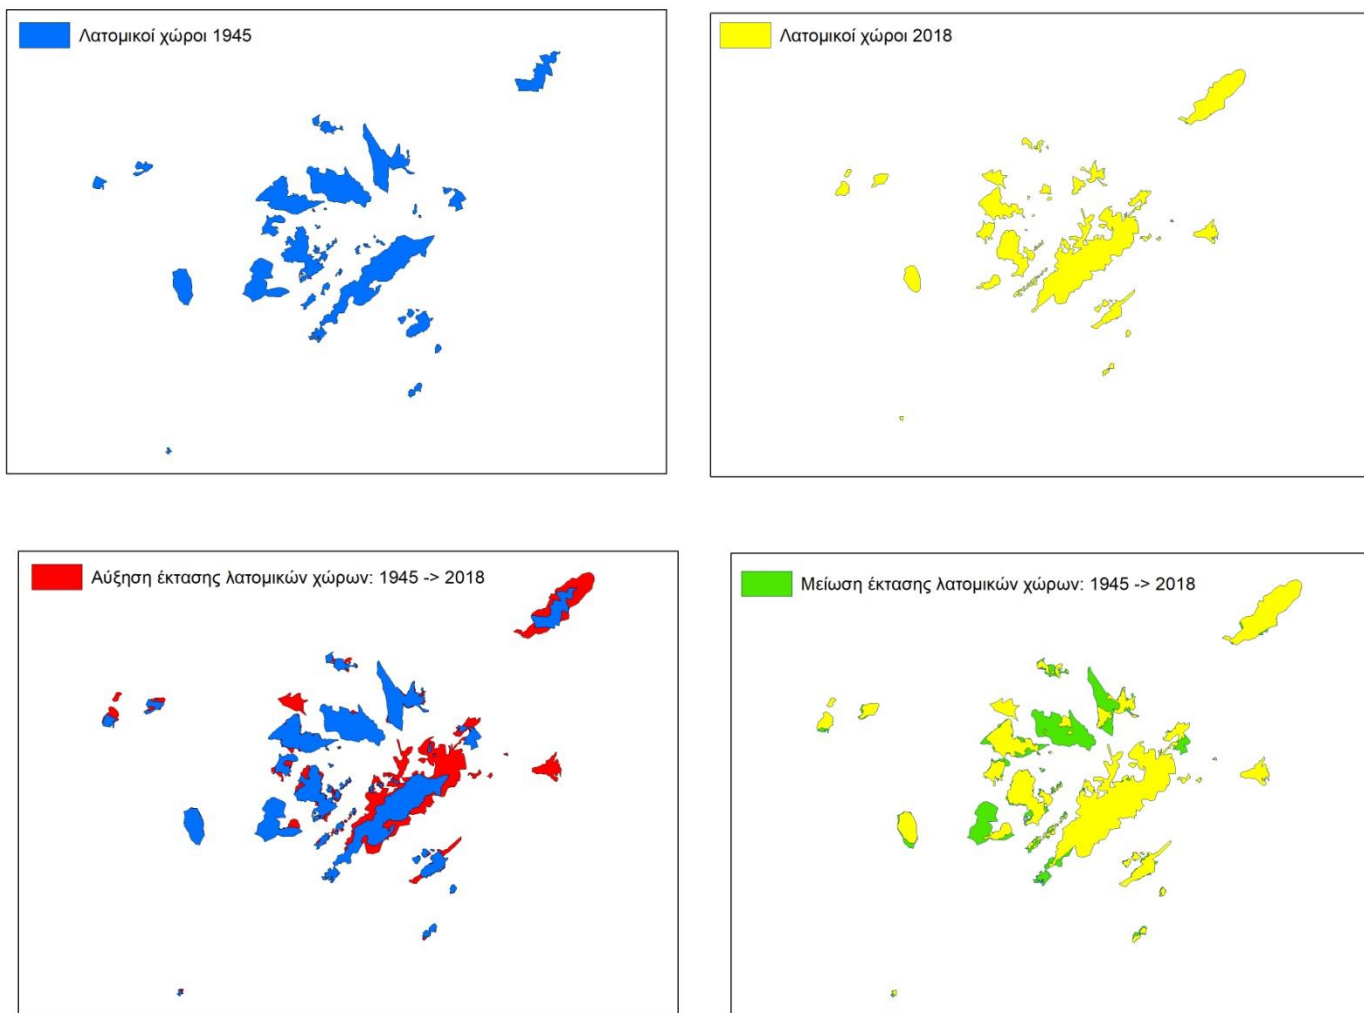 Λατομικοί χώροι 1945
Λατομικοί χώροι 2018
Αύξηση έκτασης λατομικών χώρων: 1945 -> 2018
Μείωση έκτασης λατομικών χώρων: 1945 -> 2018